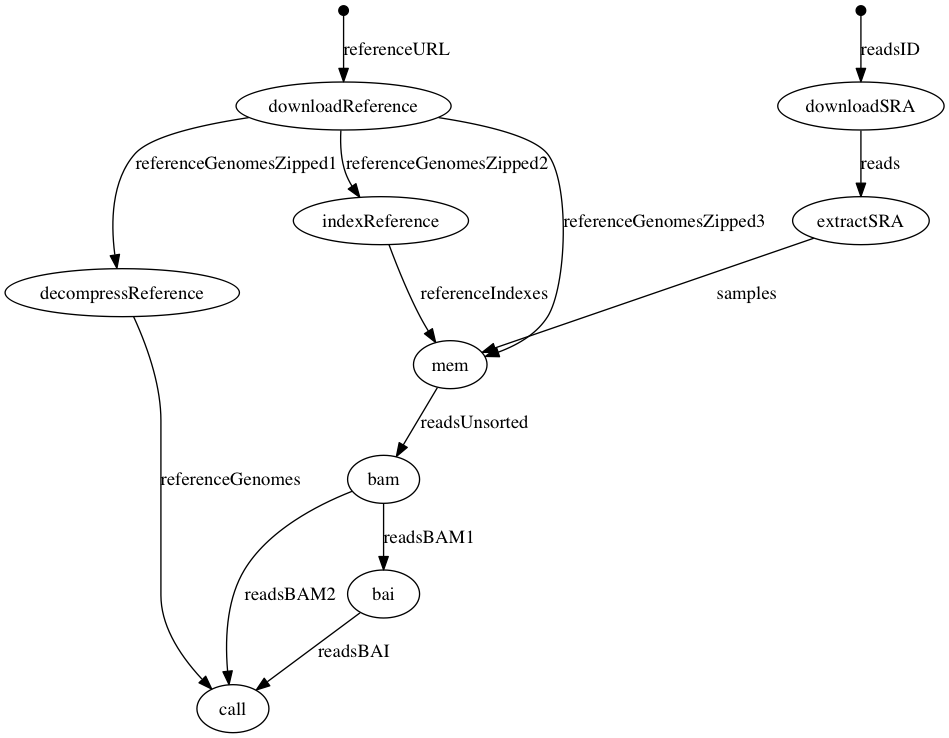 referenceURL
readsID
downloadReference
downloadSRA
referenceGenomesZipped1
referenceGenomesZipped2
reads
indexReference
referenceGenomesZipped3
extractSRA
decompressReference
referenceIndexes
samples
mem
readsUnsorted
bam
referenceGenomes
readsBAM1
readsBAM2
bai
readsBAI
call